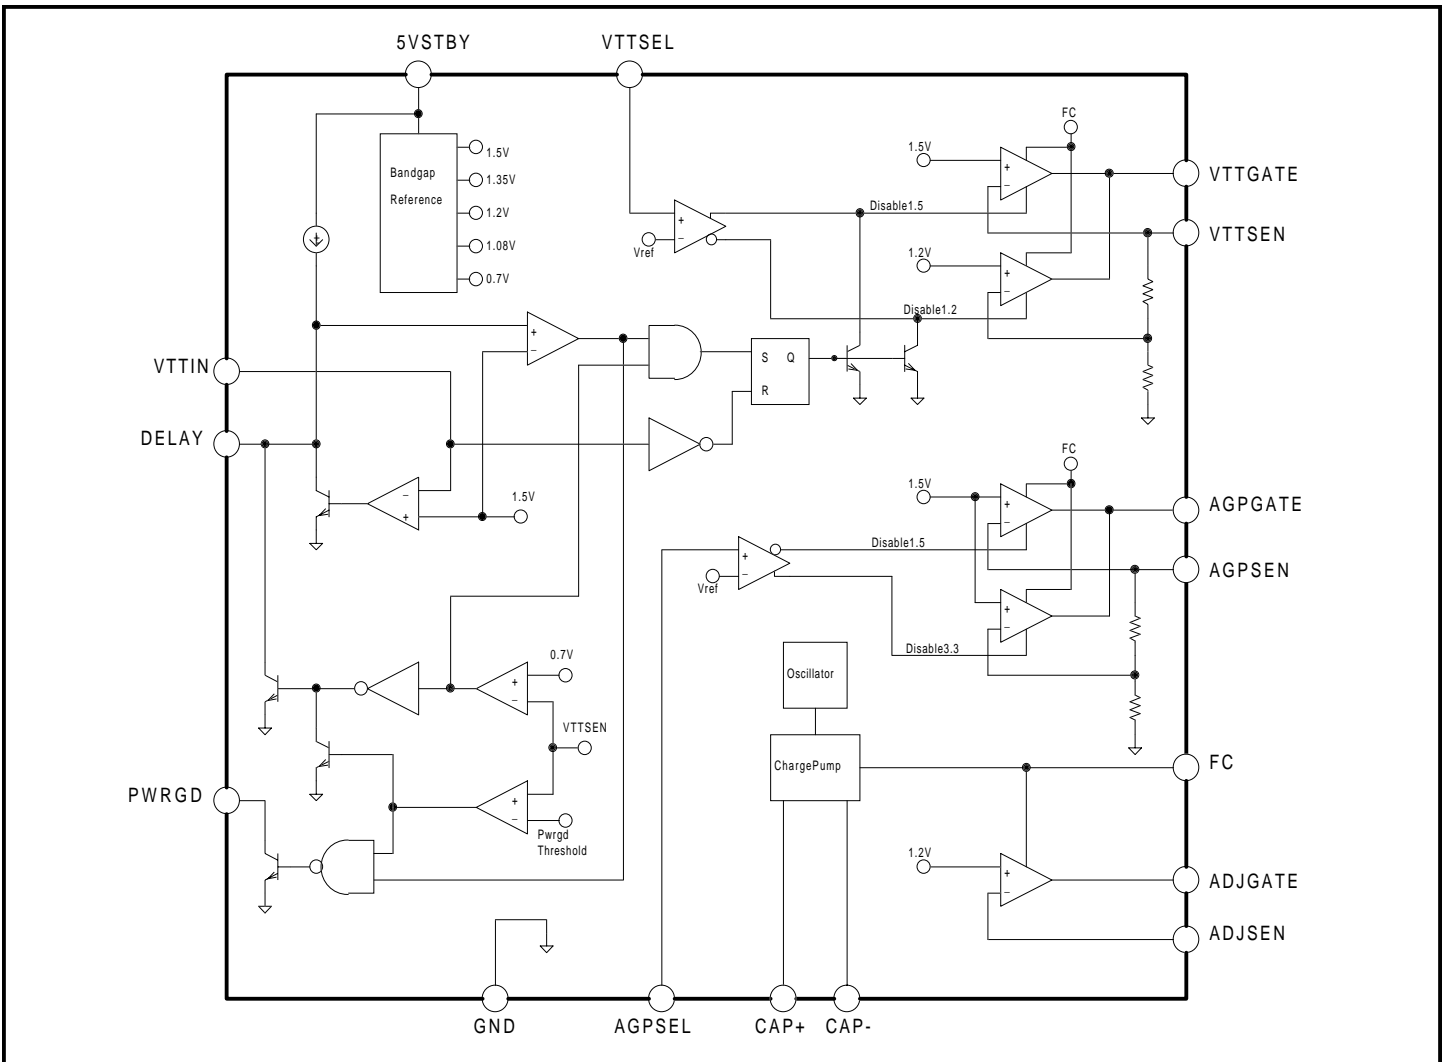 5VSTBY VTTSEL
FC
1.5V
1.5V
Bandgap
Reference
1.35V
1.2V
1.08V
0.7V
+
−
VTTGATE
Disable1.5
+
−
Vref
VTTSEN
1.2V
+
−
Disable1.2
+
−
S Q
R
VTTIN
DELAY
−
+
1.5V
FC
1.5V
+
−
AGPGATE
Disable1.5
+
−
Vref
AGPSEN
+
−
Disable3.3
0.7V
+
−
Oscillator
VTTSEN
ChargePump
FC
PWRGD
+
−
Pwrgd
Threshold
1.2V
+
−
ADJGATE
ADJSEN
GND AGPSEL CAP+ CAP-